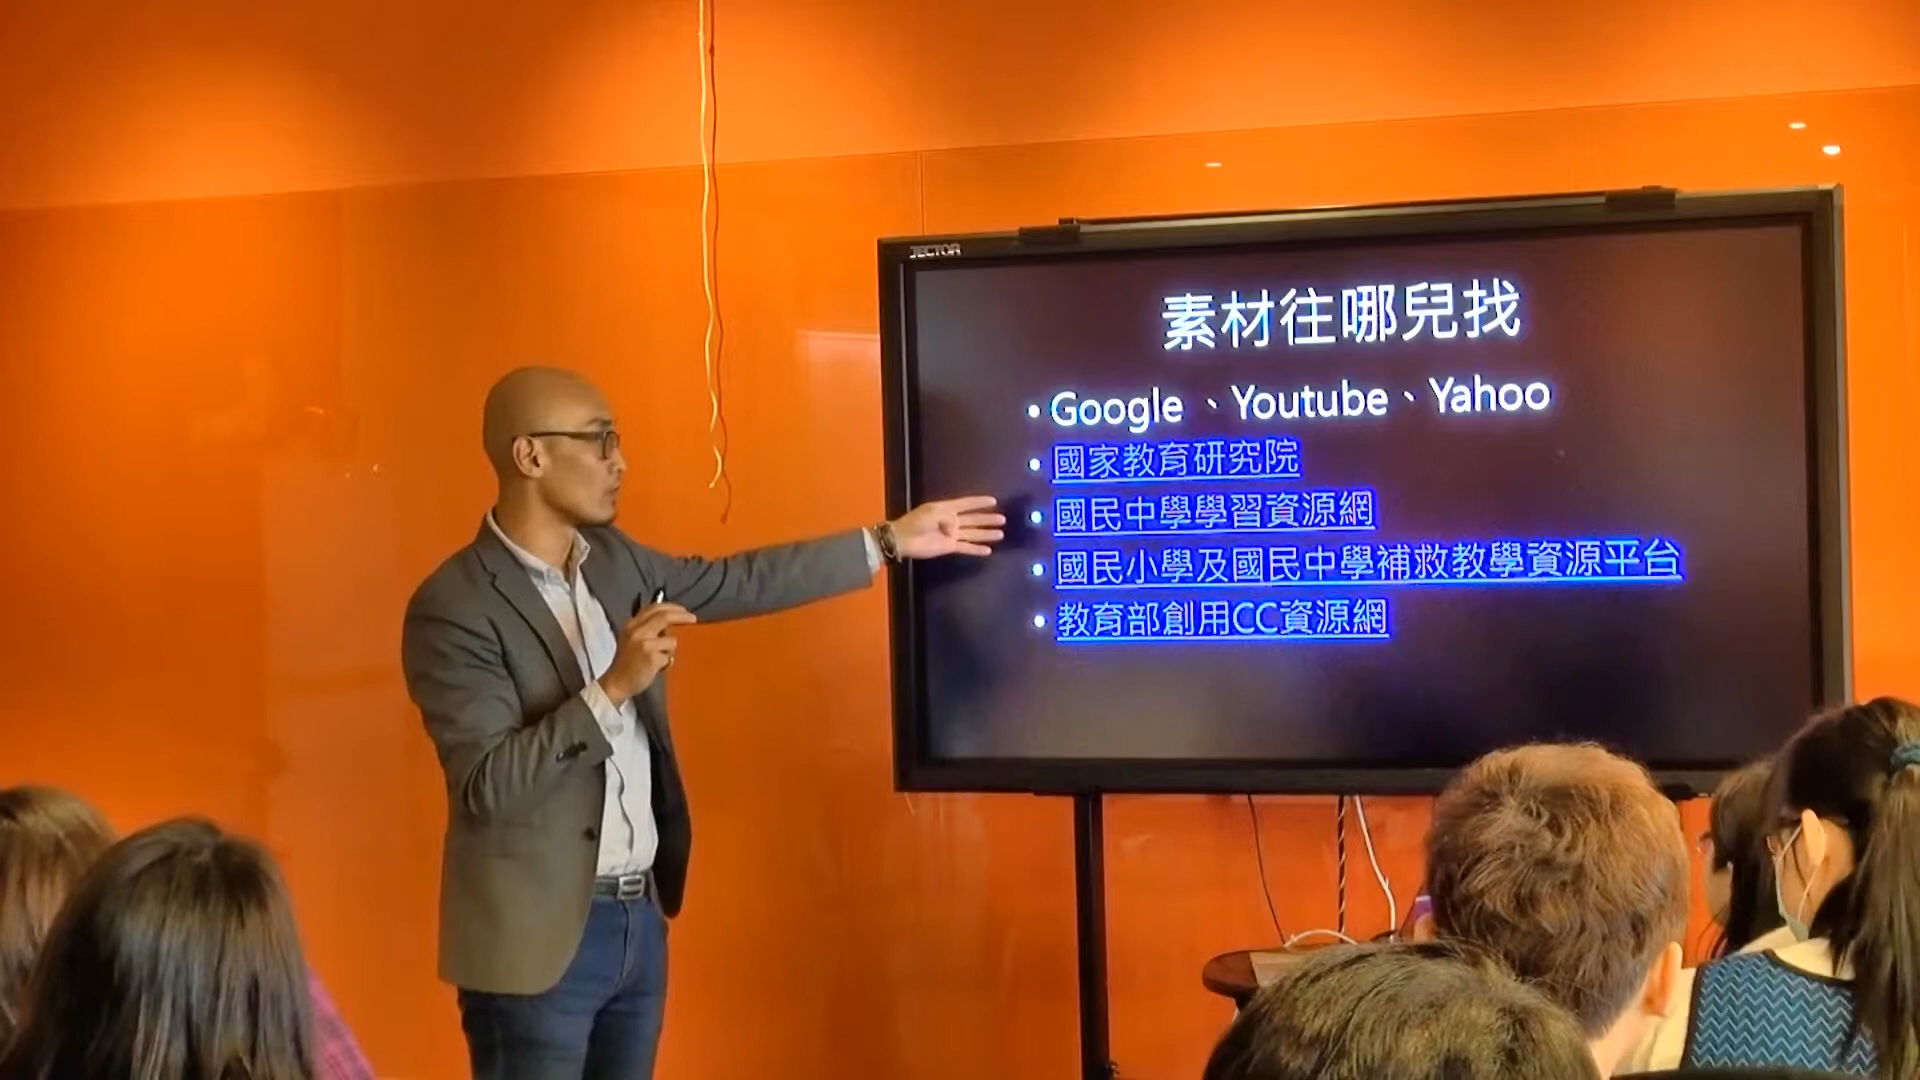 JECTOR
素材往哪兒找
• Google 、Youtube、Yahoo
• 國家教育研究院
• 國民中學學習資源網
• 國民小學及國民中學補救教學資源平台
• 教育部創用CC資源網